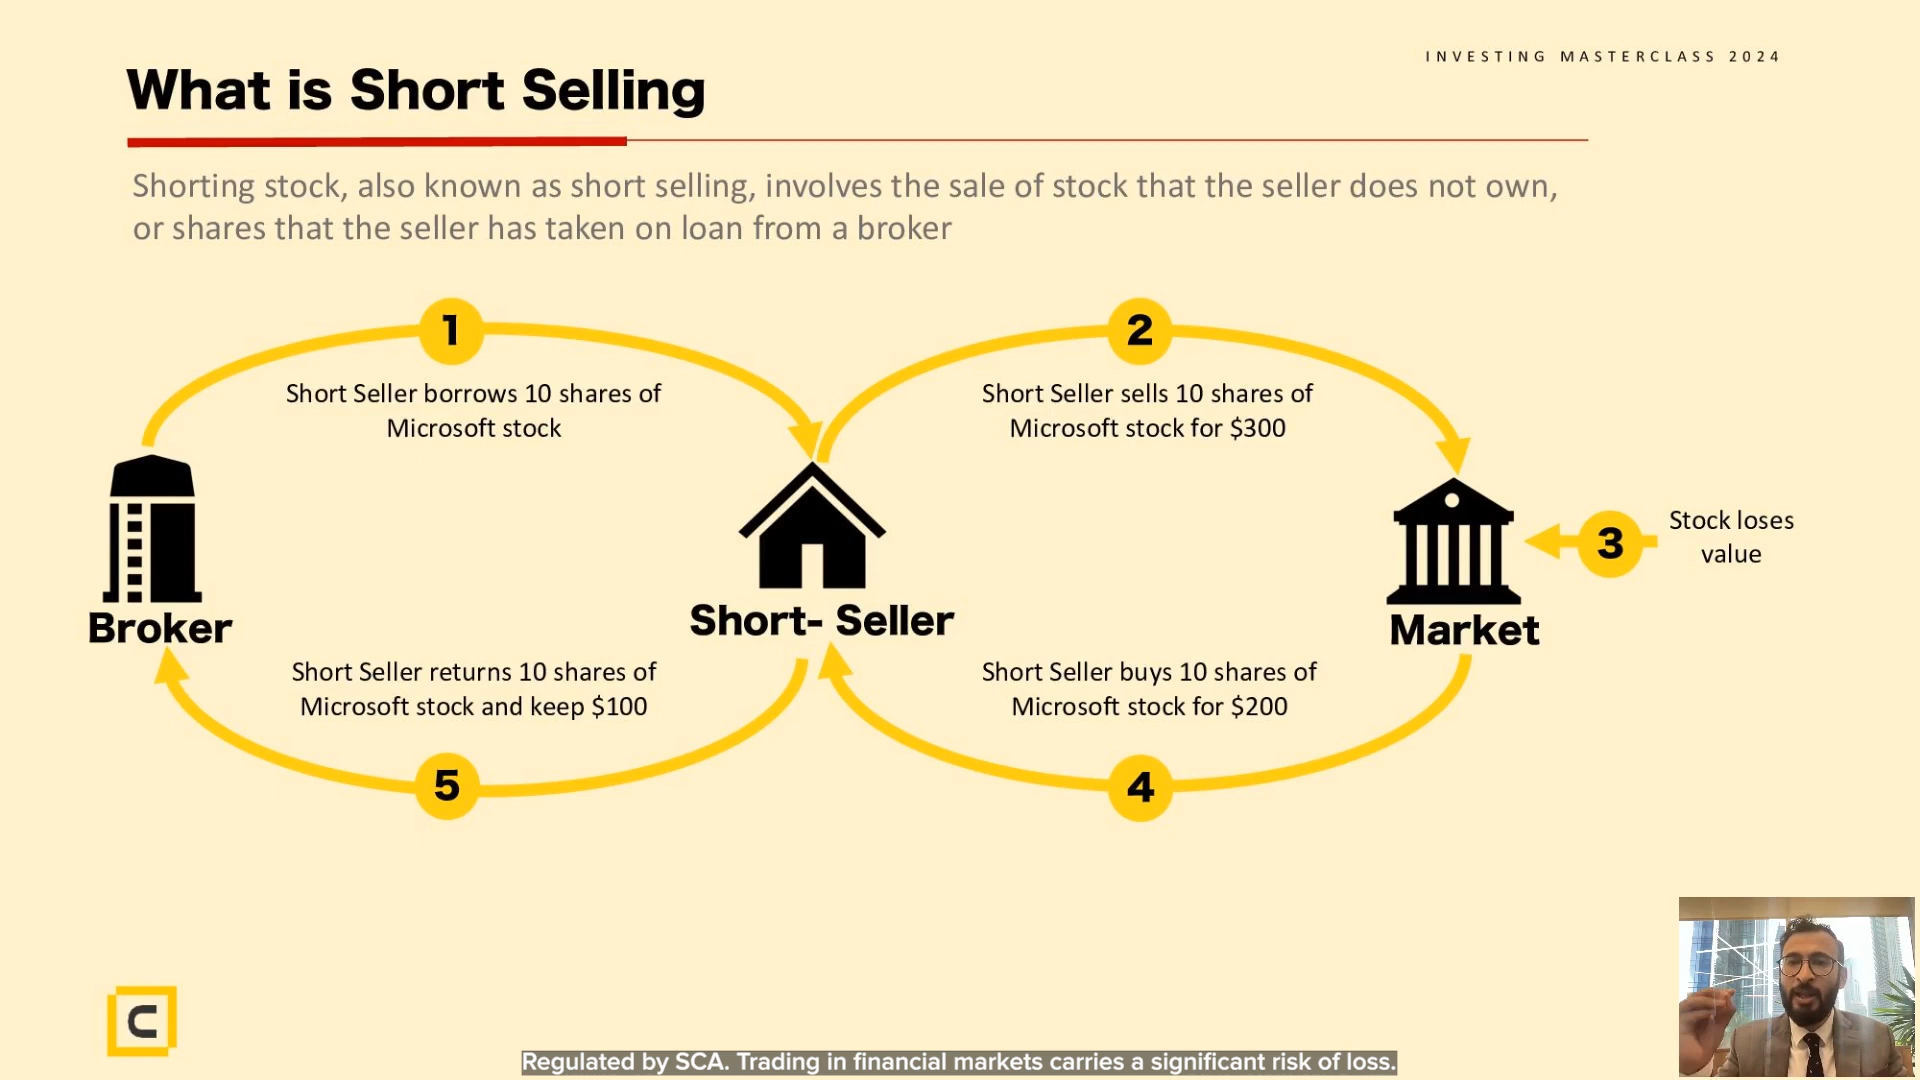 INVESTING MASTERCLASS 2024
What is Short Selling
Shorting stock, also known as short selling, involves the sale of stock that the seller does not own,
or shares that the seller has taken on loan from a broker
1
Short Seller borrows 10 shares of
Microsoft stock
2
Short Seller sells 10 shares of
Microsoft stock for $300
3
Stock loses
value
Broker
Short- Seller
Market
Short Seller returns 10 shares of
Microsoft stock and keep $100
5
Short Seller buys 10 shares of
Microsoft stock for $200
4
C
Regulated by SCA. Trading in financial markets carries a significant risk of loss.